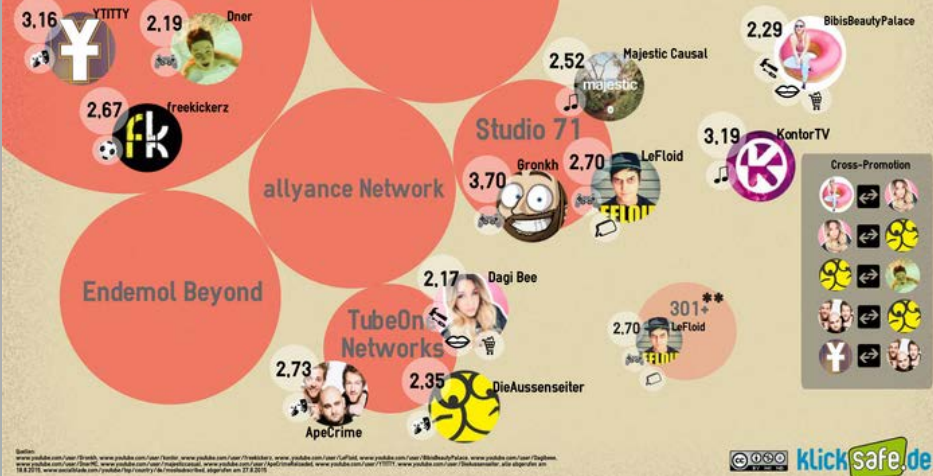 3,16
YTITTY
2,19
Dner
2,67
freekickerz
2,52
Majestic Causal
majestic
2,29
BibisBeautyPalace
Studio 71
3,19
KontorTV
allyance Network
3,70
Gronkh
2,70
LeFloid
Cross-Promotion
Endemol Beyond
2,17
Dagi Bee
TubeOne
Networks
301+**
2,70
LeFloid
2,73
ApeCrime
2,35
DieAussenseiter
Quellen:
klicksafe.de